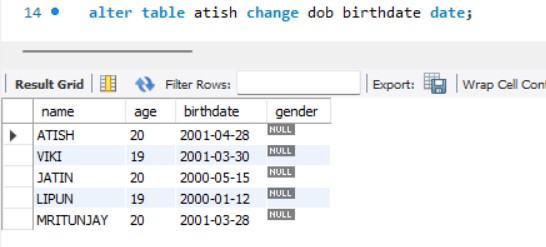 14 alter table atish change dob birthdate date;
Result Grid Filter Rows: Export: Wrap Cell Cont
name age birthdate gender
ATISH 20 2001-04-28 NULL
VIKI 19 2001-03-30 NULL
JATIN 20 2000-05-15 NULL
LIPUN 19 2000-01-12 NULL
MRITUNJAY 20 2001-03-28 NULL